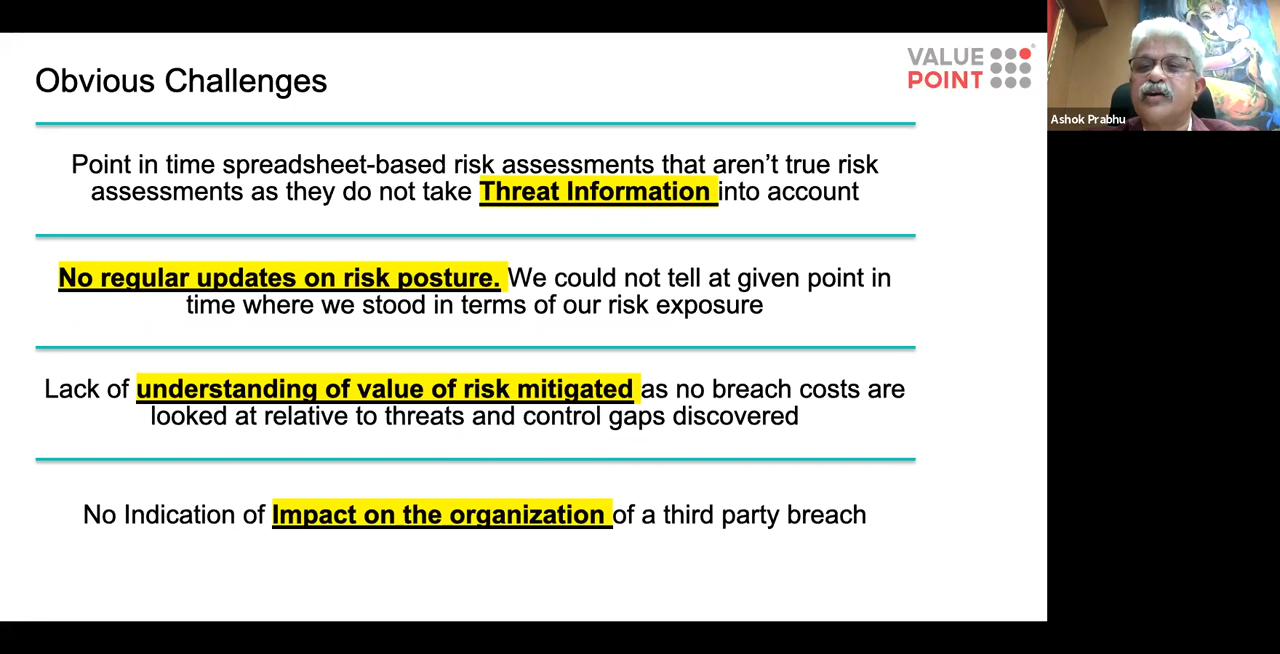 Obvious Challenges
VALUE
POINT
Point in time spreadsheet-based risk assessments that aren’t true risk
assessments as they do not take Threat Information into account
No regular updates on risk posture. We could not tell at given point in
time where we stood in terms of our risk exposure
Lack of understanding of value of risk mitigated as no breach costs are
looked at relative to threats and control gaps discovered
No Indication of Impact on the organization of a third party breach
Ashok Prabhu